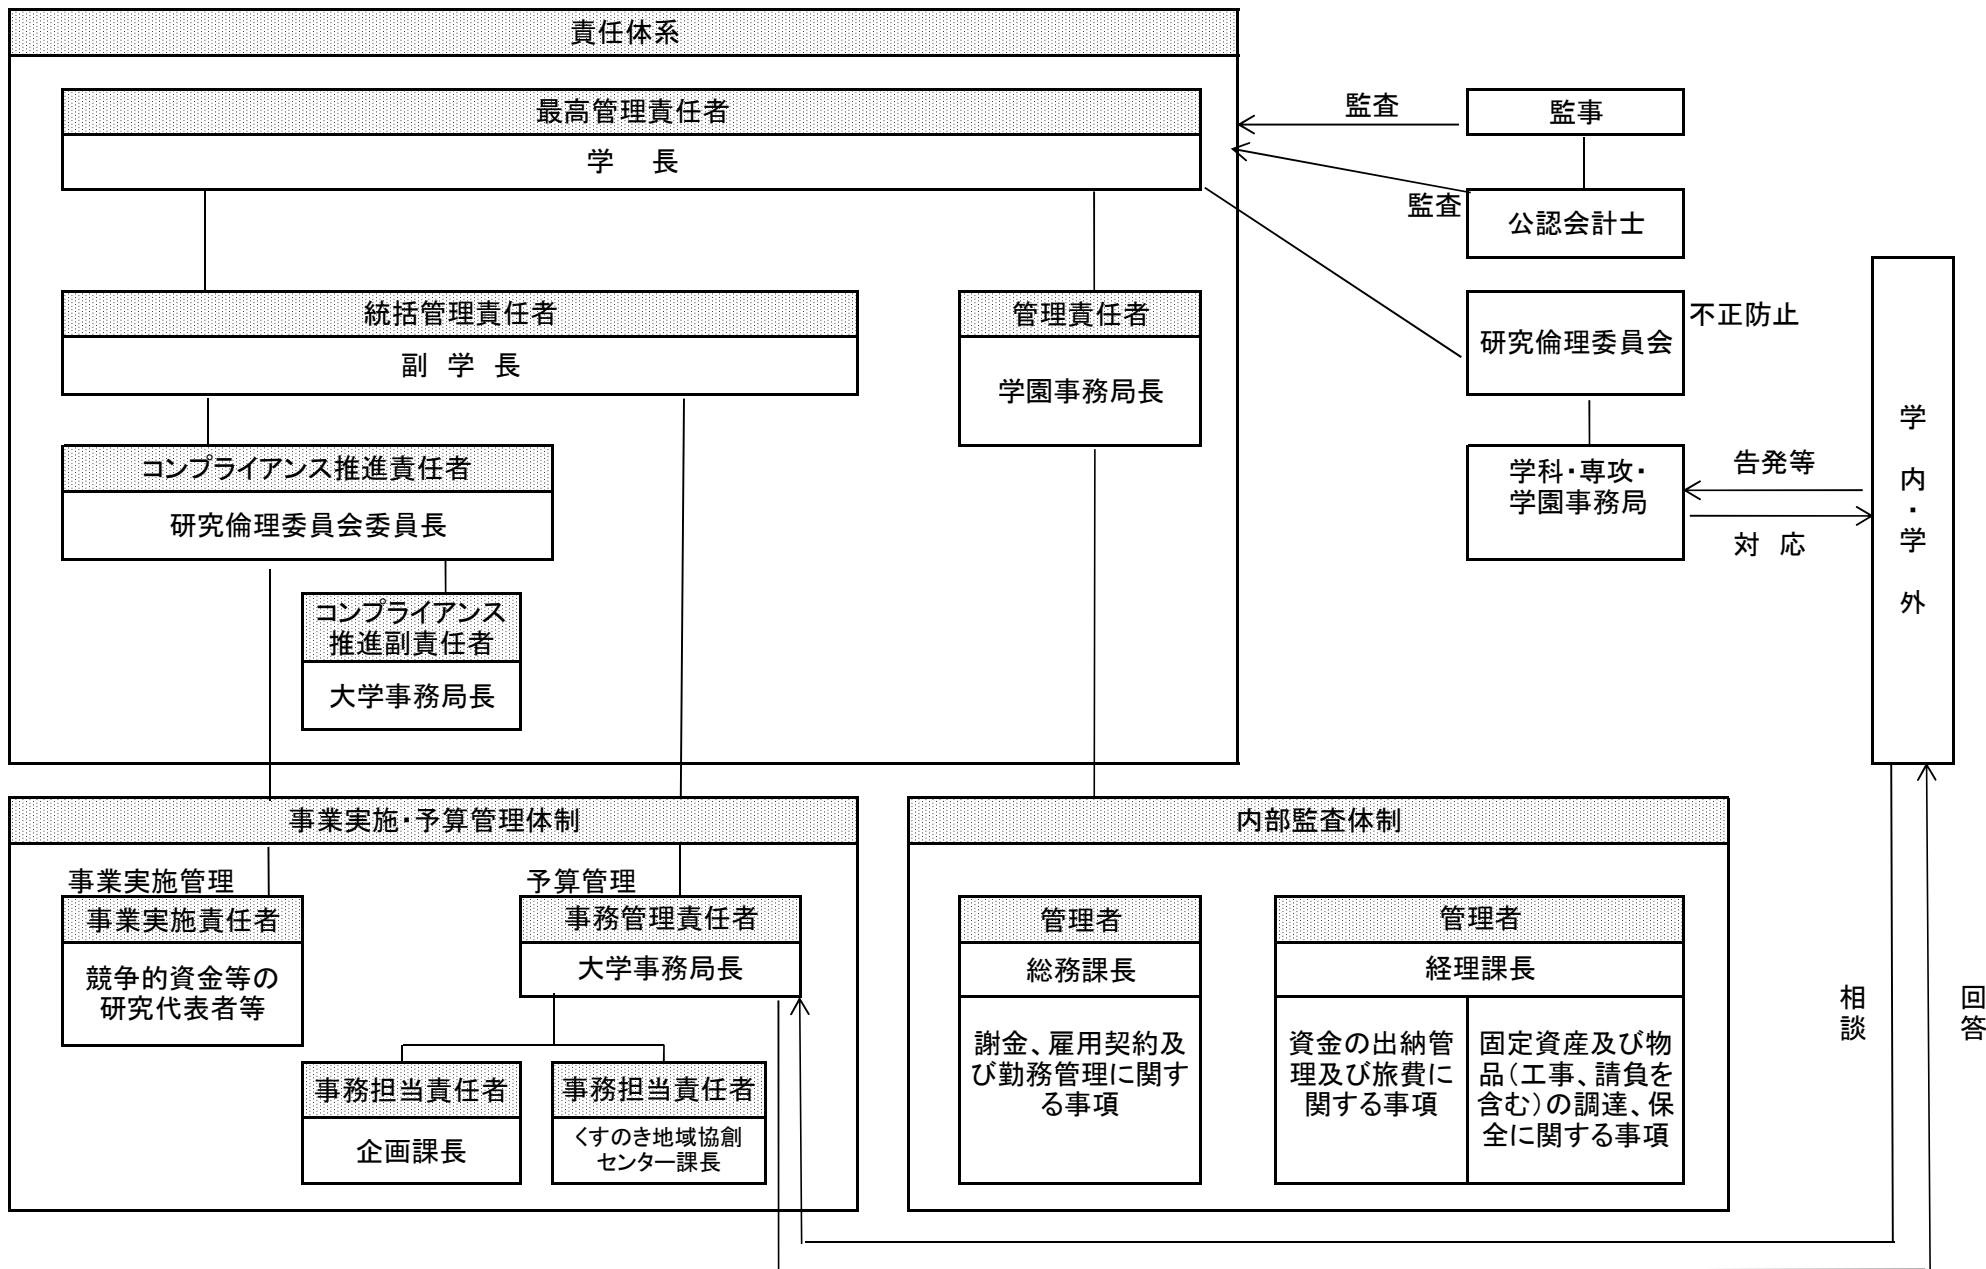 責任体系
最高管理責任者
学 長
監査
監事
監査
公認会計士
統括管理責任者
副 学 長
管理責任者
学園事務局長
研究倫理委員会
不正防止
コンプライアンス推進責任者
研究倫理委員会委員長
学科・専攻・
学園事務局
告発等
対 応
学 内・学 外
コンプライアンス
推進副責任者
大学事務局長
事業実施・予算管理体制
事業実施管理
事業実施責任者
競争的資金等の
研究代表者等
予算管理
事務管理責任者
大学事務局長
事務担当責任者
企画課長
事務担当責任者
くすのき地域協創
センター課長
内部監査体制
管理者
総務課長
謝金、雇用契約及
び勤務管理に関す
る事項
管理者
経理課長
資金の出納管
理及び旅費に
関する事項
固定資産及び物
品(工事、請負を
含む)の調達、保
全に関する事項
相談
回答